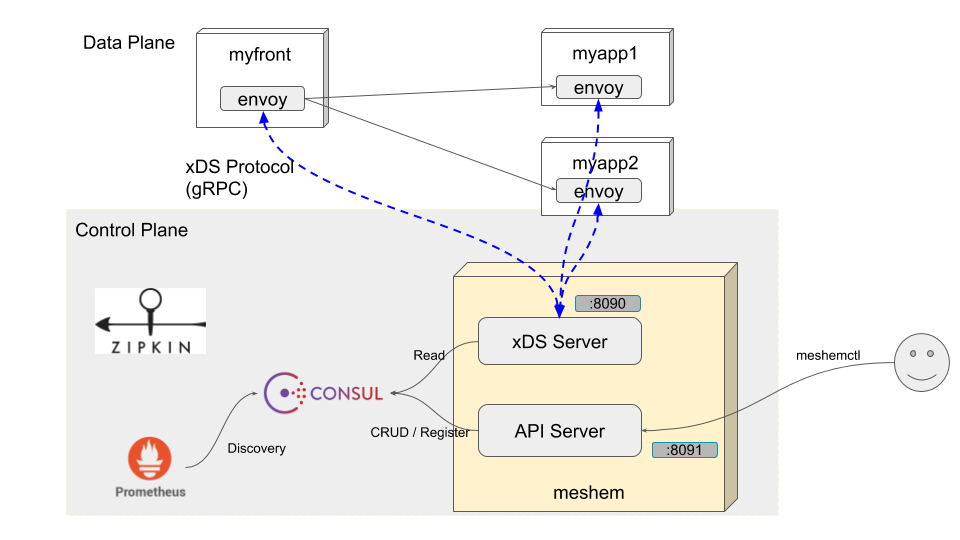 Data Plane
myfront
envoy
myapp1
envoy
myapp2
envoy
xDS Protocol
(gRPC)
Control Plane
ZIPKIN
:8090
xDS Server
Read
meshemctl
CONSUL
CRUD / Register
API Server
:8091
Discovery
Prometheus
meshem